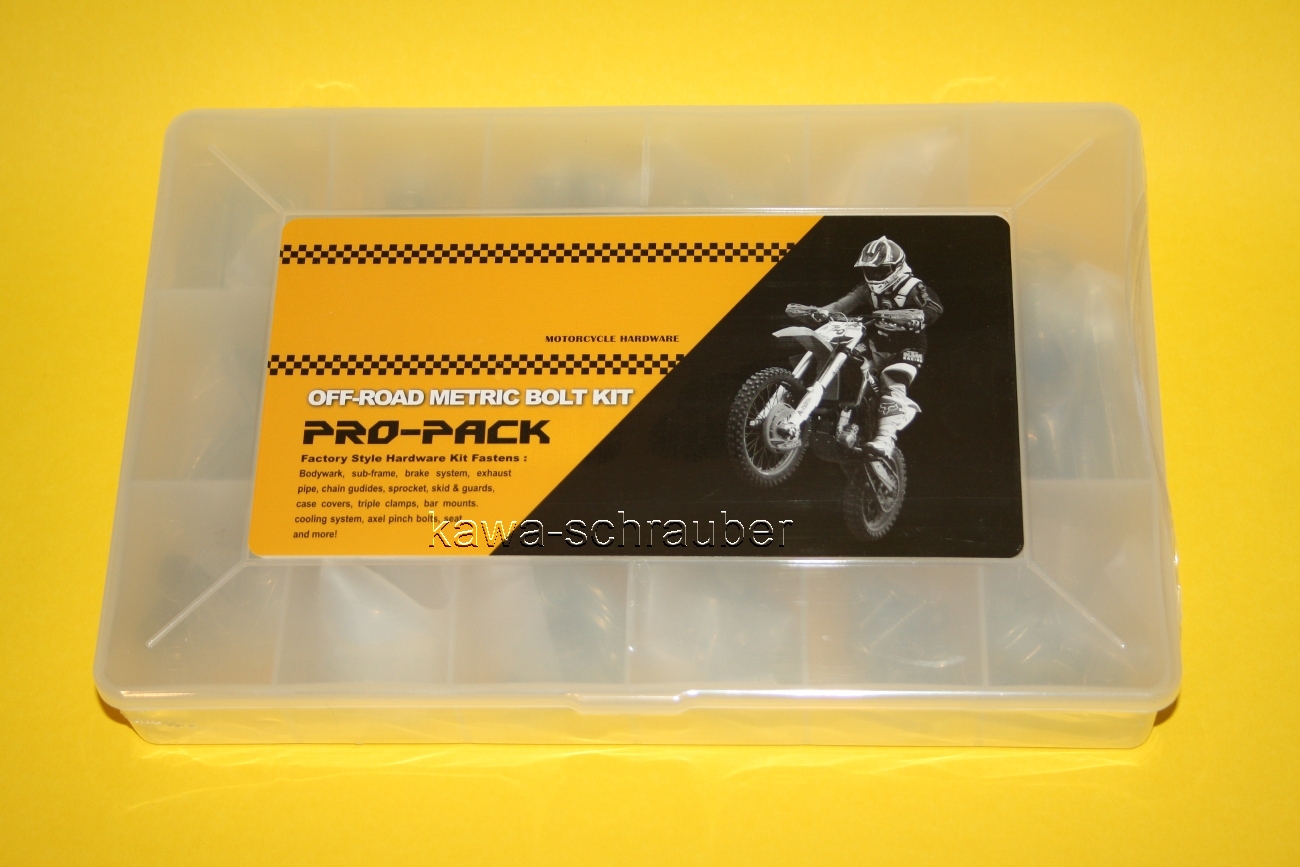 MOTORCYCLE HARDWARE
OFF-ROAD METRIC BOLT KIT
PRO-PACK
Factory Style Hardware Kit Fastens :
Bodywark, sub-frame, brake system, exhaust
pipe, chain gudides, sprocket, skid & guards,
case covers, triple clamps, bar mounts.
cooling system, axel pinch bolts, seat
and more!
kawa-schrauber